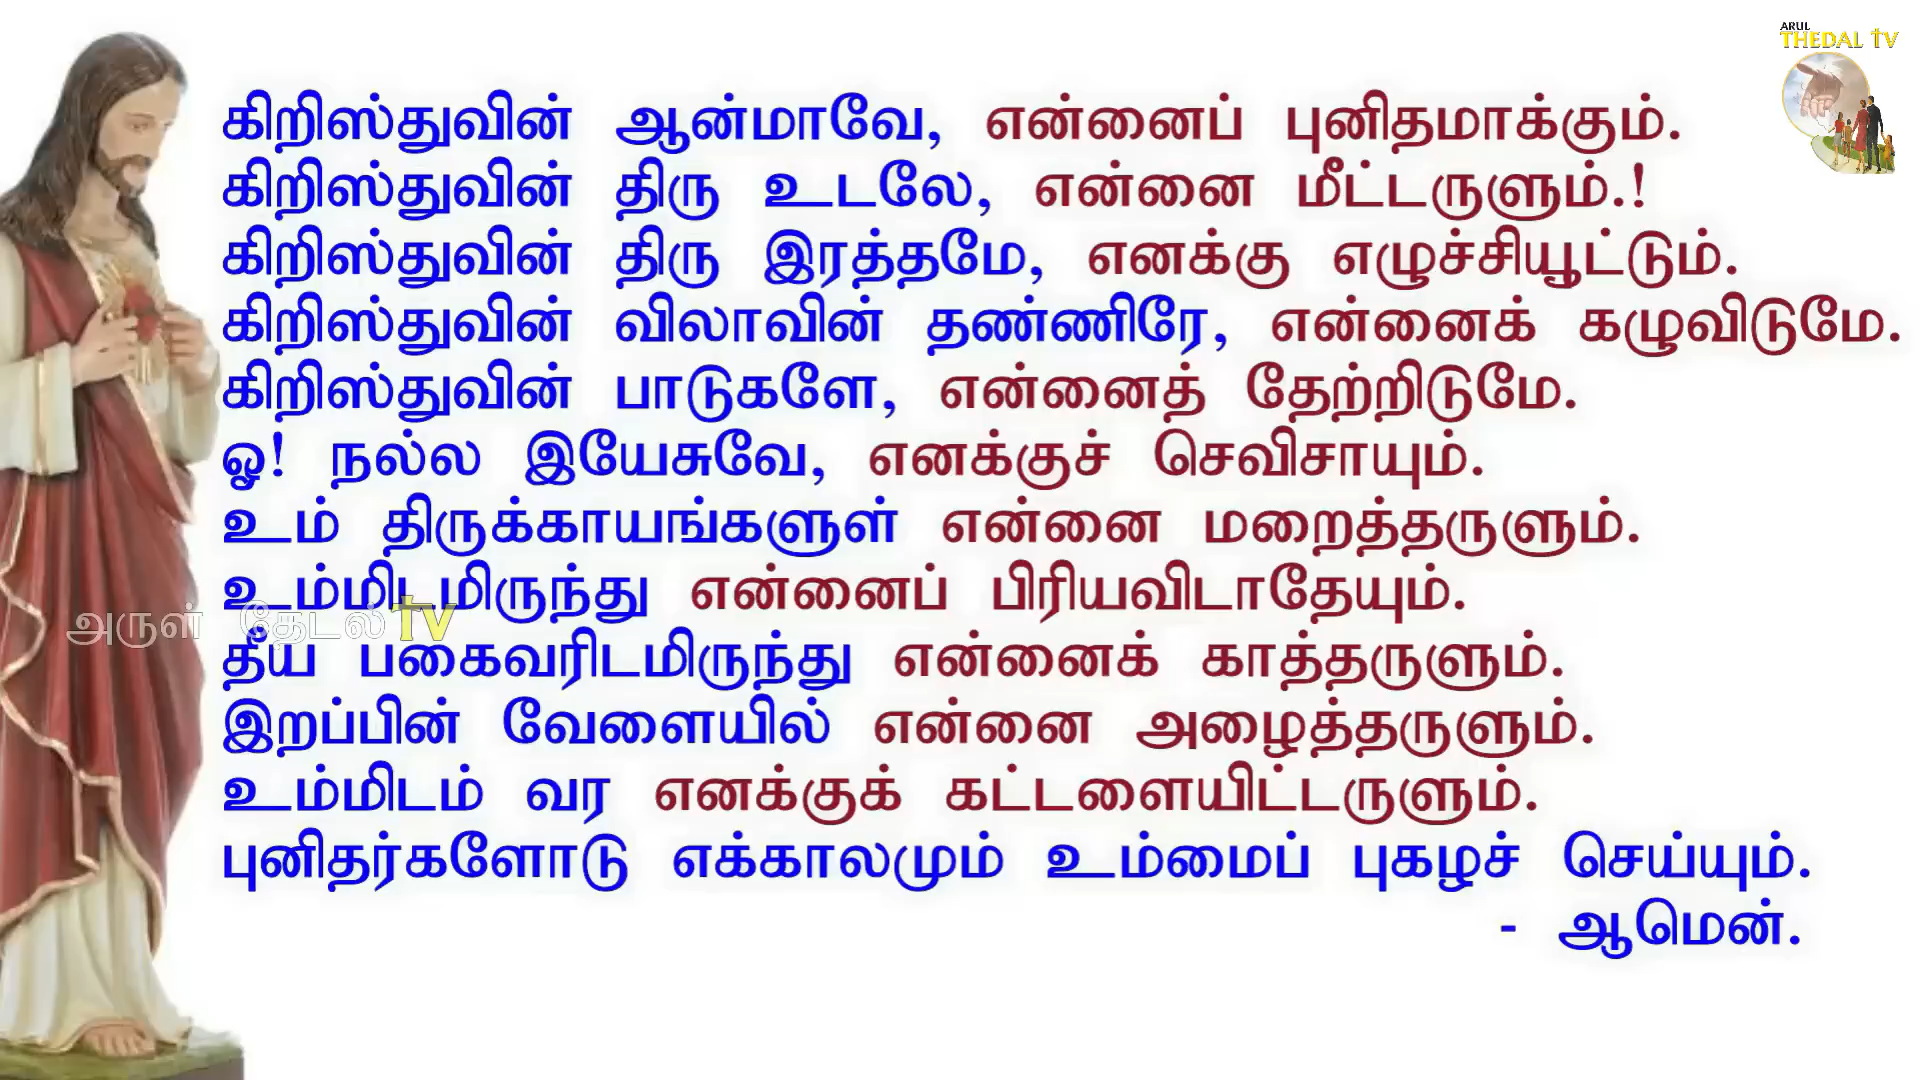 ARUL
THEDAL TV
கிறிஸ்துவின் ஆன்மாவே, என்னைப் புனிதமாக்கும்.
கிறிஸ்துவின் திரு உடலே, என்னை மீட்டருளும்.!
கிறிஸ்துவின் திரு இரத்தமே, எனக்கு எழுச்சியூட்டும்.
கிறிஸ்துவின் விலாவின் தண்ணிரே, என்னைக் கழுவிடுமே.
கிறிஸ்துவின் பாடுகளே, என்னைத் தேற்றிடுமே.
ஓ! நல்ல இயேசுவே, எனக்குச் செவிசாயும்.
உம் திருக்காயங்களுள் என்னை மறைத்தருளும்.
உம்மிடமிருந்து என்னைப் பிரியவிடாதேயும்.
அருள் தேடல் TV
தீய பகைவரிடமிருந்து என்னைக் காத்தருளும்.
இறப்பின் வேளையில் என்னை அழைத்தருளும்.
உம்மிடம் வர எனக்குக் கட்டளையிட்டருளும்.
புனிதர்களோடு எக்காலமும் உம்மைப் புகழச் செய்யும்.
- ஆமென்.